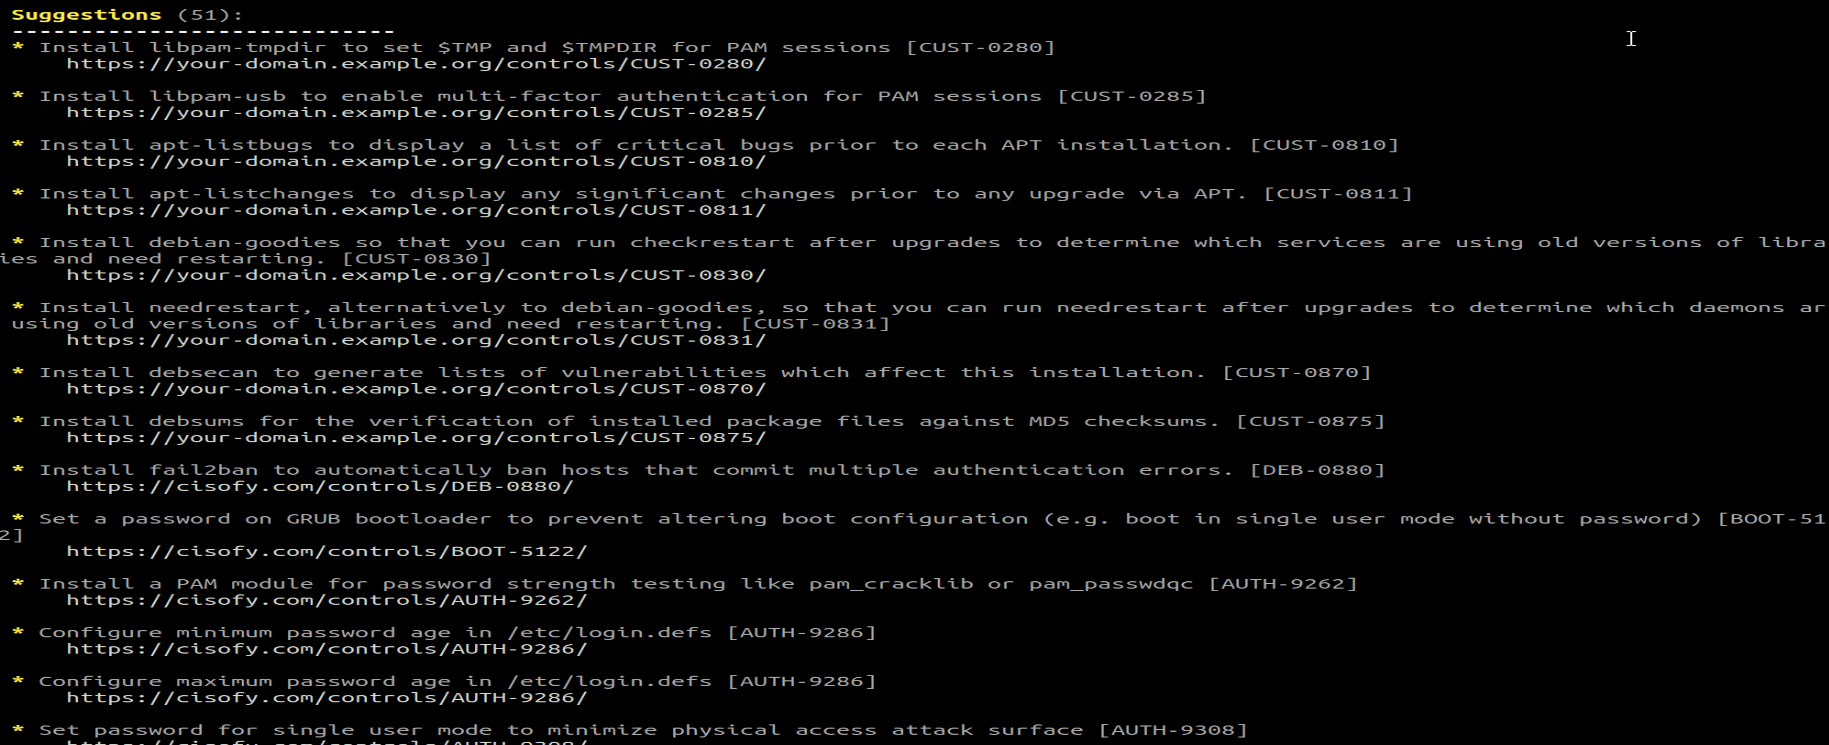 Suggestions (51):
----------------------------
* Install libpam-tmpdir to set $TMP and $TMPDIR for PAM sessions [CUST-0280]
https://your-domain.example.org/controls/CUST-0280/
* Install libpam-usb to enable multi-factor authentication for PAM sessions [CUST-0285]
https://your-domain.example.org/controls/CUST-0285/
* Install apt-listbugs to display a list of critical bugs prior to each APT installation. [CUST-0810]
https://your-domain.example.org/controls/CUST-0810/
* Install apt-listchanges to display any significant changes prior to any upgrade via APT. [CUST-0811]
https://your-domain.example.org/controls/CUST-0811/
* Install debian-goodies so that you can run checkrestart after upgrades to determine which services are using old versions of libra
ies and need restarting. [CUST-0830]
https://your-domain.example.org/controls/CUST-0830/
* Install needrestart, alternatively to debian-goodies, so that you can run needrestart after upgrades to determine which daemons ar
using old versions of libraries and need restarting. [CUST-0831]
https://your-domain.example.org/controls/CUST-0831/
* Install debsecan to generate lists of vulnerabilities which affect this installation. [CUST-0870]
https://your-domain.example.org/controls/CUST-0870/
* Install debsums for the verification of installed package files against MD5 checksums. [CUST-0875]
https://your-domain.example.org/controls/CUST-0875/
* Install fail2ban to automatically ban hosts that commit multiple authentication errors. [DEB-0880]
https://cisofy.com/controls/DEB-0880/
* Set a password on GRUB bootloader to prevent altering boot configuration (e.g. boot in single user mode without password) [BOOT-51
2]
https://cisofy.com/controls/BOOT-5122/
* Install a PAM module for password strength testing like pam_cracklib or pam_passwdqc [AUTH-9262]
https://cisofy.com/controls/AUTH-9262/
* Configure minimum password age in /etc/login.defs [AUTH-9286]
https://cisofy.com/controls/AUTH-9286/
* Configure maximum password age in /etc/login.defs [AUTH-9286]
https://cisofy.com/controls/AUTH-9286/
* Set password for single user mode to minimize physical access attack surface [AUTH-9308]
https://cisofy.com/controls/AUTH-9308/